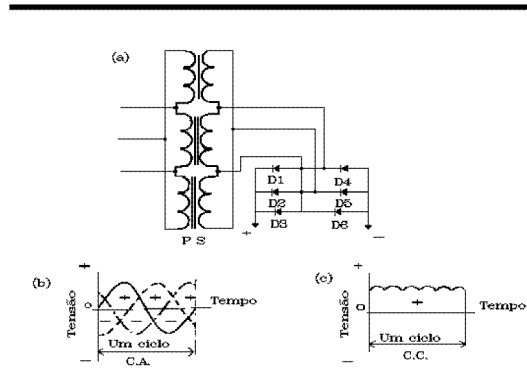 (a)
D1 D4
D2 D5
D3 D6
+ −
P S
(b)
+
Tensão
o
−
+ + +
− − −
Tempo
Um ciclo
C.A.
(c)
+
Tensão
O
−
+
Tempo
Um ciclo
C.C.